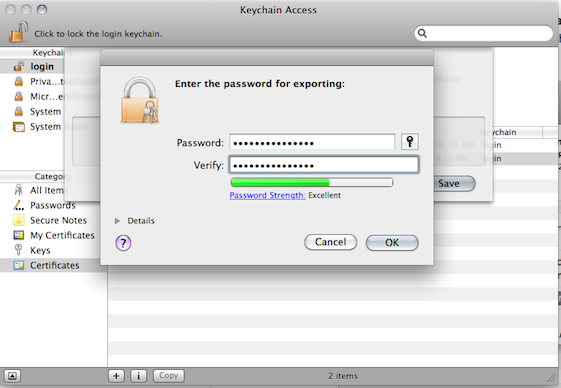 Keychain Access
Click to lock the login keychain.
Keychains
login
Priva
Micr
System
System
Enter the password for exporting:
Password:
Verify:
Password Strength: Excellent
Details
?
Cancel
OK
Save
Keychain
login
login
Category
All Item
Passwords
Secure Notes
My Certificates
Keys
Certificates
+
i
Copy
2 items